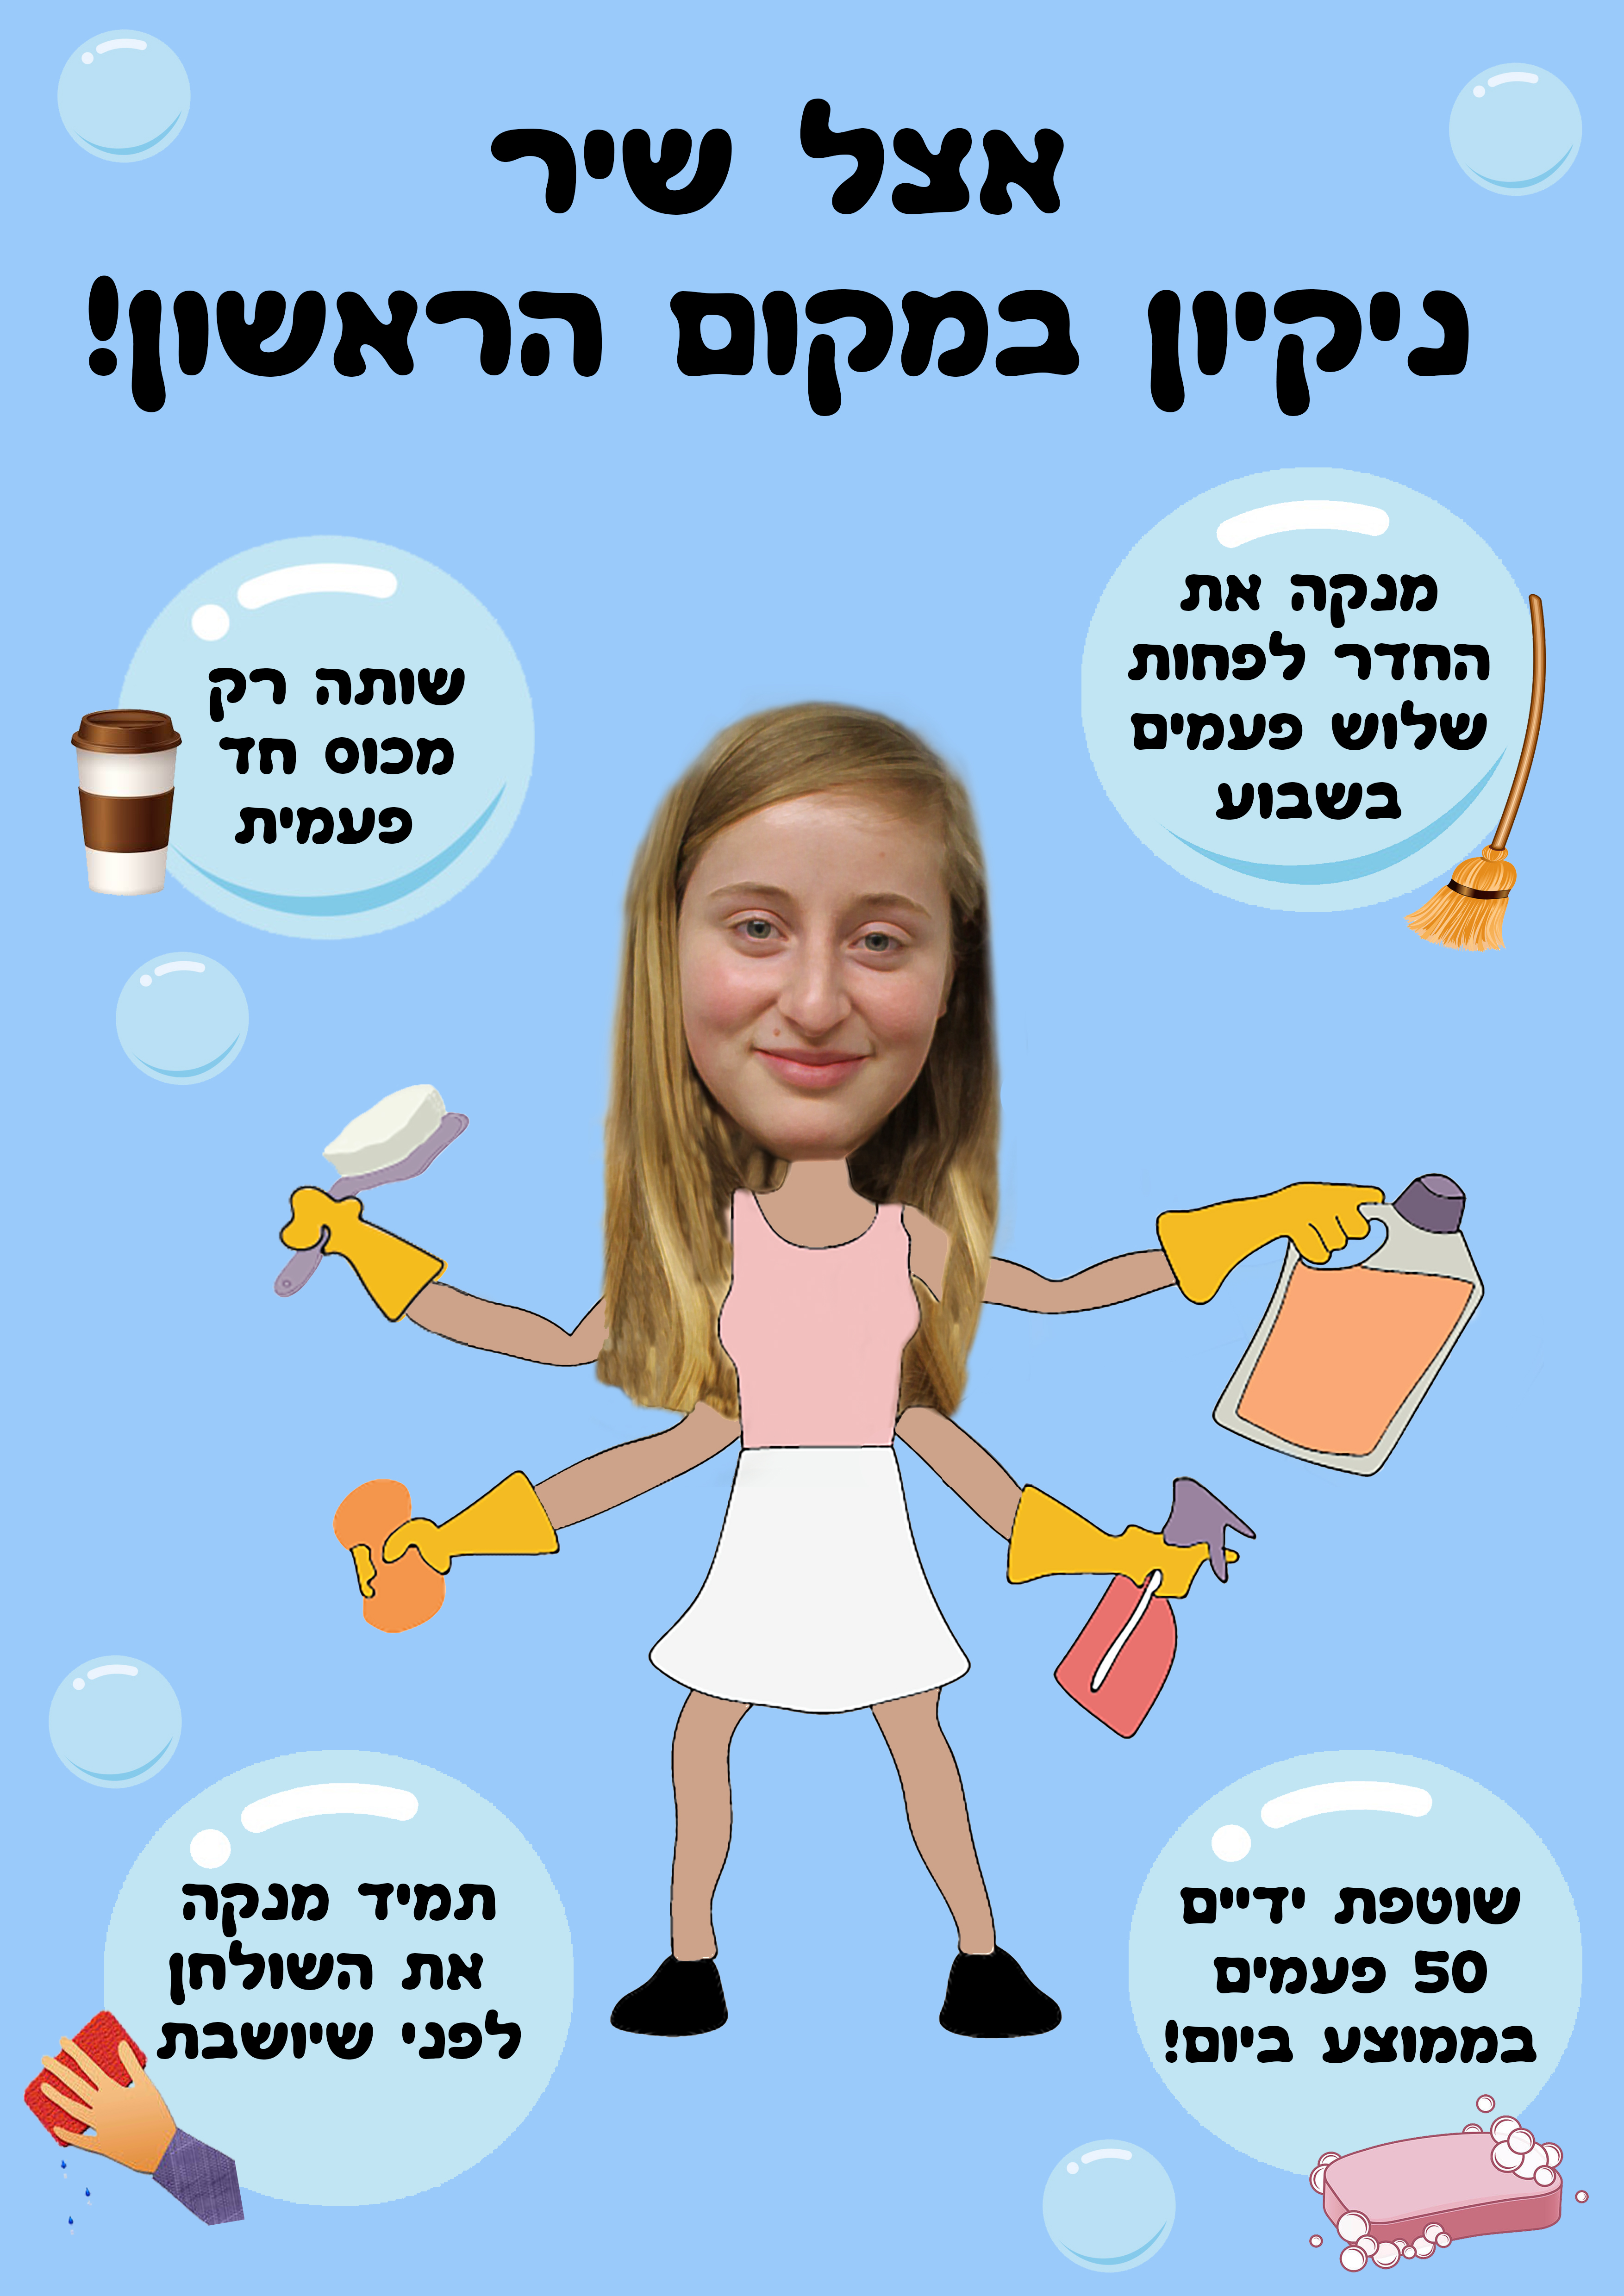 אצל שיר
ניקיון במקום הראשון!
מנקה את
החדר לפחות
שלוש פעמים
בשבוע
שותה רק
מכוס חד
פעמית
שוטפת ידיים
50 פעמים
בממוצע ביום!
תמיד מנקה
את השולחן
לפני שיושבת